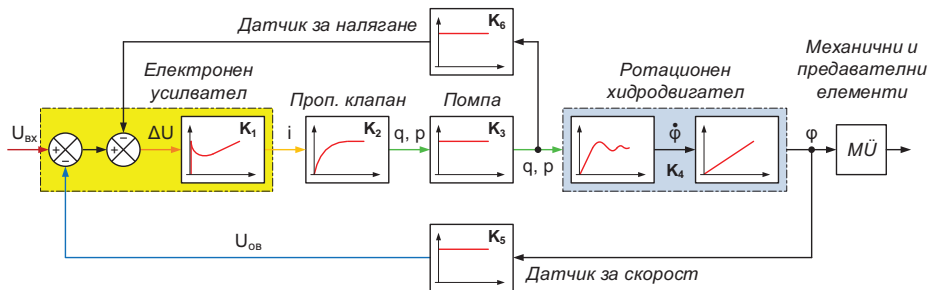 Датчик за налягане
K6
Механични и
предавателни
елементи
Електронен
усилвател
Проп. клапан
Помпа
Ротационен
хидродвигател
Uвх
+
−
+
−
ΔU
K1
i
K2
q, p
K3
q, p
φ̇
K4
φ
MÜ
Uов
K5
Датчик за скорост